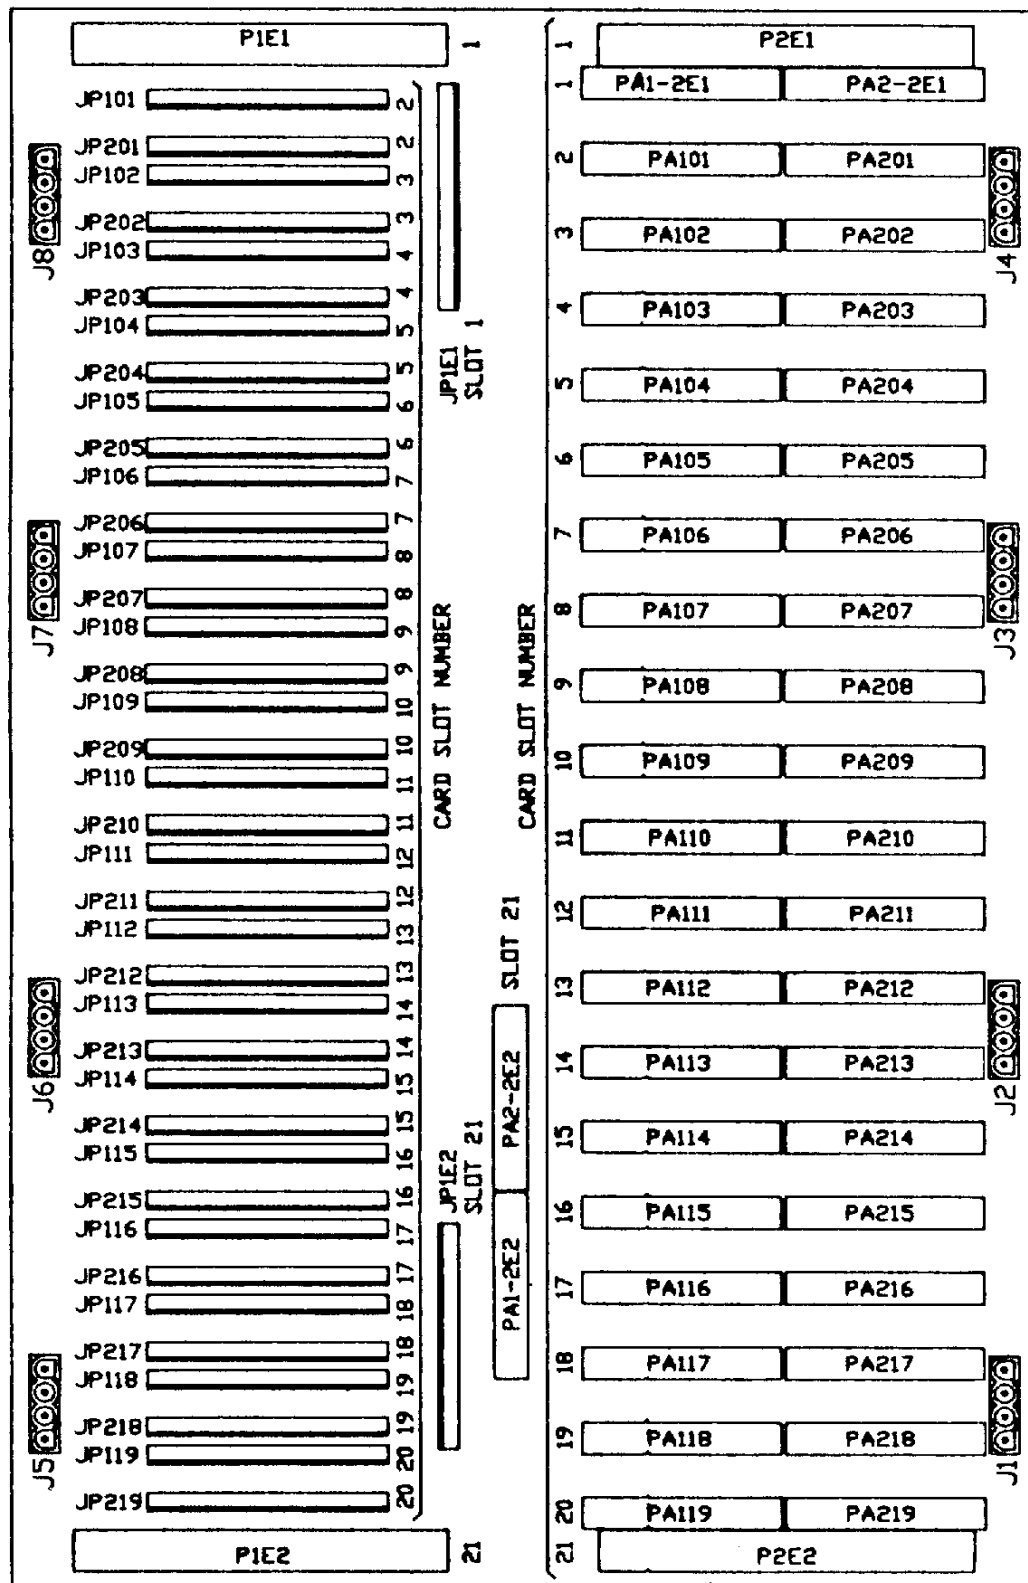 P1E1
1
JP101
2
JP201
2
JP102
3
JP202
3
JP103
4
JP203
4
JP104
5
JP204
5
JP105
6
JP205
6
JP106
7
JP206
7
JP107
8
JP207
8
JP108
9
JP208
9
JP109
10
JP209
10
JP110
11
JP210
11
JP111
12
JP211
12
JP112
13
JP212
13
JP113
14
JP213
14
JP114
15
JP214
15
JP115
16
JP215
16
JP116
17
JP216
17
JP117
18
JP217
18
JP118
19
JP218
19
JP119
20
JP219
20
P1E2
21
J8
J7
J6
J5
JP1E1
SLOT 1
CARD SLOT NUMBER
JP1E2
SLOT 21
PA2-2E2
PA1-2E2
SLOT 21
CARD SLOT NUMBER
1
P2E1
1
PA1-2E1
PA2-2E1
2
PA101
PA201
3
PA102
PA202
4
PA103
PA203
5
PA104
PA204
6
PA105
PA205
7
PA106
PA206
8
PA107
PA207
9
PA108
PA208
10
PA109
PA209
11
PA110
PA210
12
PA111
PA211
13
PA112
PA212
14
PA113
PA213
15
PA114
PA214
16
PA115
PA215
17
PA116
PA216
18
PA117
PA217
19
PA118
PA218
20
PA119
PA219
21
P2E2
J4
J3
J2
J1